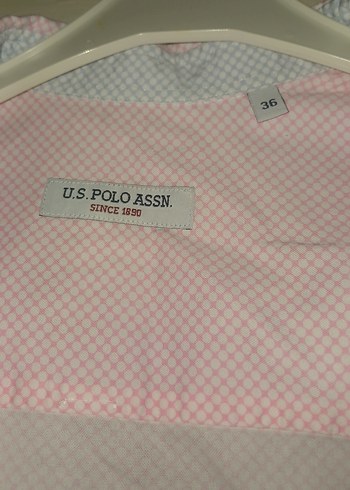 36
U.S. POLO ASSN.
SINCE 1890